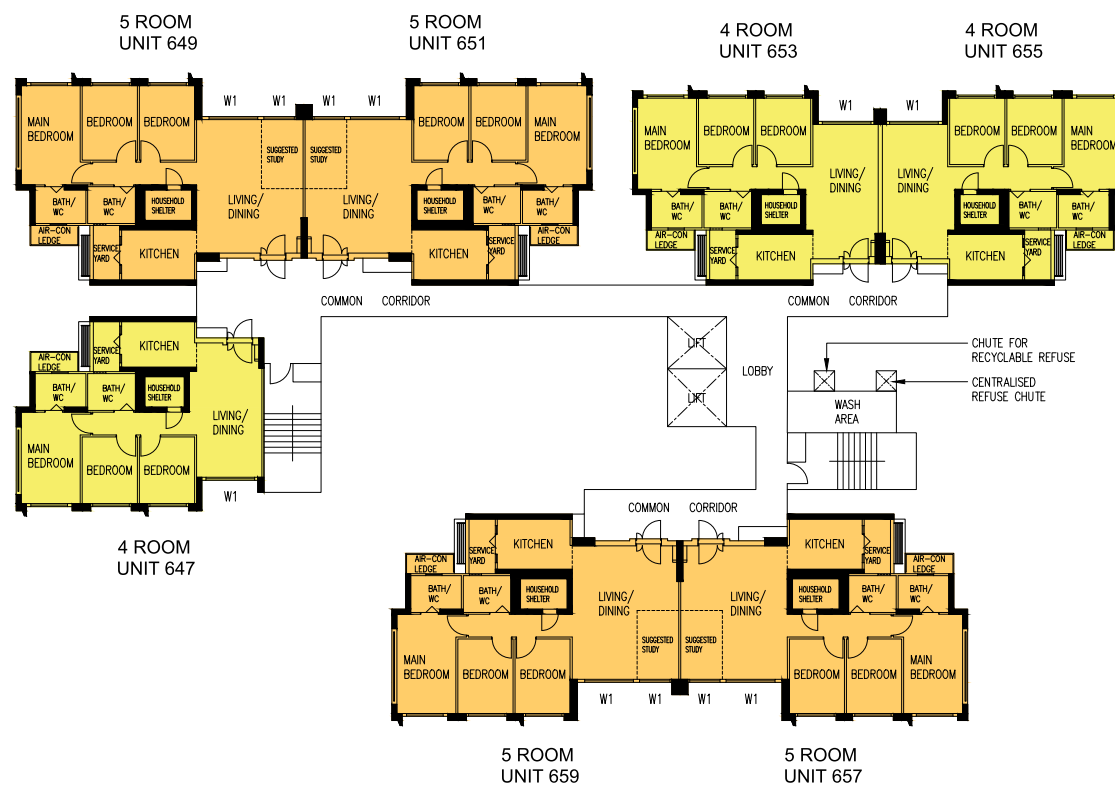 5 ROOM
UNIT 649
5 ROOM
UNIT 651
4 ROOM
UNIT 653
4 ROOM
UNIT 655
W1
W1
W1
W1
MAIN
BEDROOM
BEDROOM
BEDROOM
SUGGESTED
STUDY
SUGGESTED
STUDY
BEDROOM
BEDROOM
MAIN
BEDROOM
LIVING/
DINING
LIVING/
DINING
BATH/
WC
BATH/
WC
HOUSEHOLD
SHELTER
HOUSEHOLD
SHELTER
BATH/
WC
BATH/
WC
AIR-CON
LEDGE
SERVICE
YARD
KITCHEN
KITCHEN
SERVICE
YARD
AIR-CON
LEDGE
W1
W1
MAIN
BEDROOM
BEDROOM
BEDROOM
BEDROOM
BEDROOM
MAIN
BEDROOM
LIVING/
DINING
LIVING/
DINING
BATH/
WC
BATH/
WC
HOUSEHOLD
SHELTER
HOUSEHOLD
SHELTER
BATH/
WC
BATH/
WC
AIR-CON
LEDGE
SERVICE
YARD
KITCHEN
KITCHEN
SERVICE
YARD
AIR-CON
LEDGE
COMMON CORRIDOR
COMMON CORRIDOR
AIR-CON
LEDGE
SERVICE
YARD
KITCHEN
BATH/
WC
BATH/
WC
HOUSEHOLD
SHELTER
LIVING/
DINING
MAIN
BEDROOM
BEDROOM
BEDROOM
W1
4 ROOM
UNIT 647
LIFT
LIFT
LOBBY
CHUTE FOR
RECYCLABLE REFUSE
CENTRALISED
REFUSE CHUTE
WASH
AREA
COMMON CORRIDOR
AIR-CON
LEDGE
SERVICE
YARD
KITCHEN
KITCHEN
SERVICE
YARD
AIR-CON
LEDGE
BATH/
WC
BATH/
WC
HOUSEHOLD
SHELTER
LIVING/
DINING
LIVING/
DINING
HOUSEHOLD
SHELTER
BATH/
WC
BATH/
WC
MAIN
BEDROOM
BEDROOM
BEDROOM
SUGGESTED
STUDY
SUGGESTED
STUDY
BEDROOM
BEDROOM
MAIN
BEDROOM
W1
W1
W1
W1
5 ROOM
UNIT 659
5 ROOM
UNIT 657